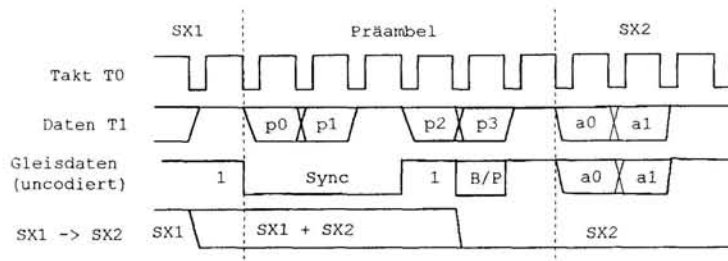 SX1 Präambel SX2
Takt T0
Daten T1 p0 p1 p2 p3 a0 a1
Gleisdaten
(uncodiert) 1 Sync 1 B/P a0 a1
SX1 -> SX2 SX1 SX1 + SX2 SX2